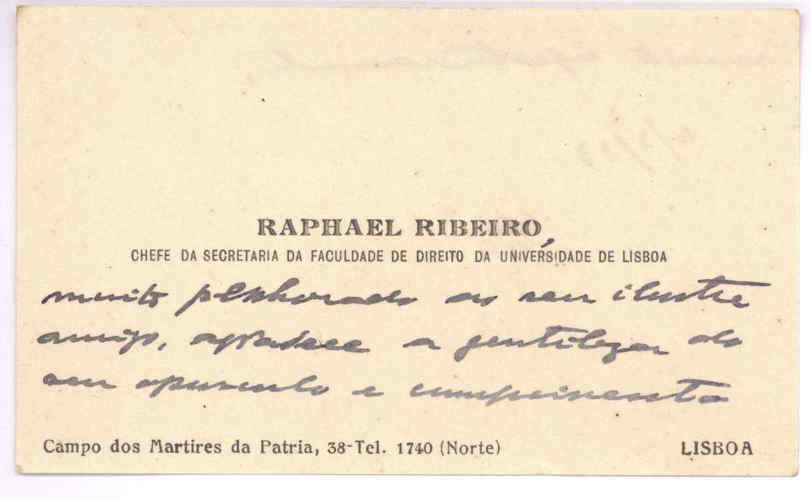 RAPHAEL RIBEIRO,
CHEFE DA SECRETARIA DA FACULDADE DE DIREITO DA UNIVERSIDADE DE LISBOA
muito penhorado ao seu ilustre
amigo, agradece a gentileza do
seu opusculo e cumprimenta
Campo dos Martires da Patria, 38-Tel. 1740 (Norte)
LISBOA